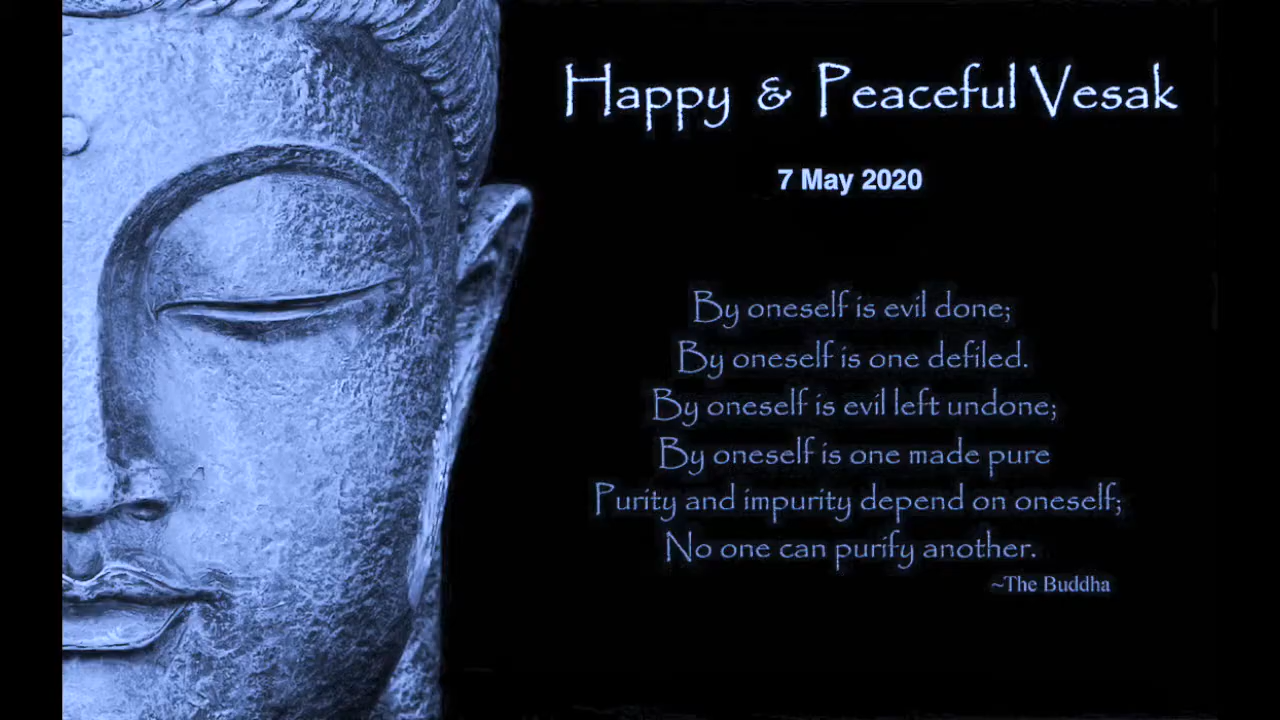 Happy & Peaceful Vesak
7 May 2020
By oneself is evil done;
By oneself is one defiled.
By oneself is evil left undone;
By oneself is one made pure
Purity and impurity depend on oneself;
No one can purify another.
~The Buddha